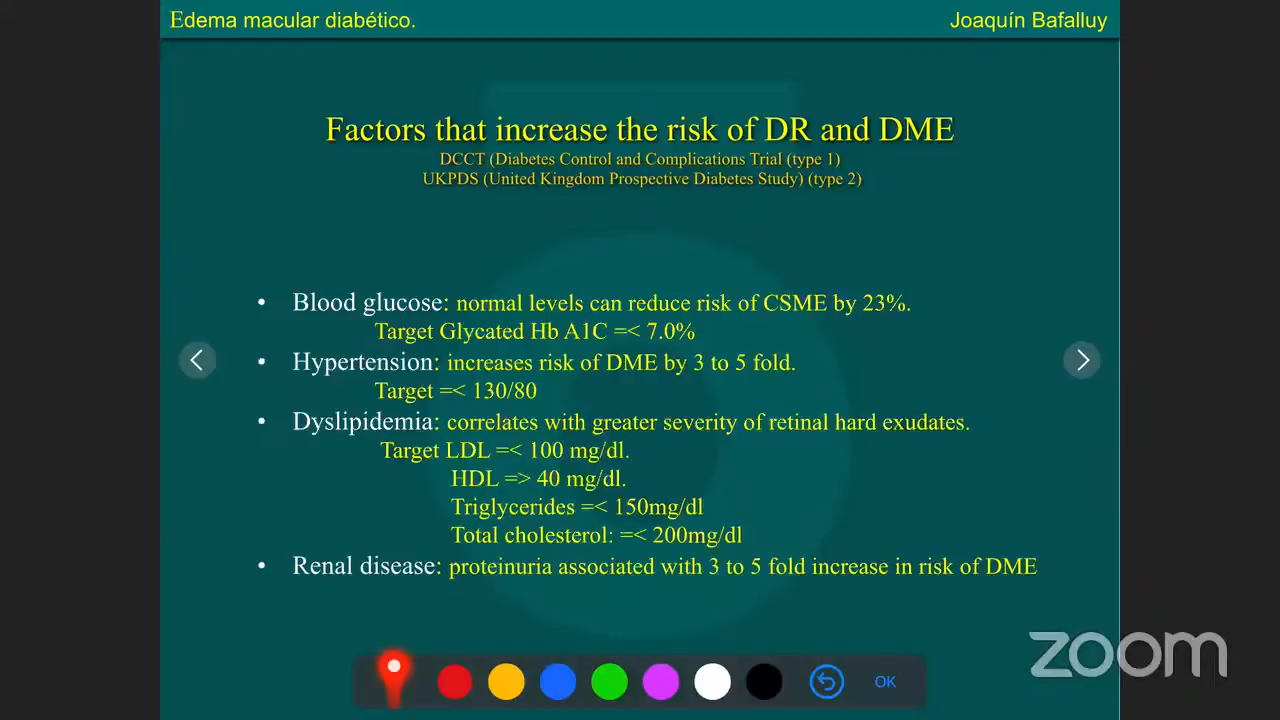 Edema macular diabético.
Joaquín Bafalluy
Factors that increase the risk of DR and DME
DCCT (Diabetes Control and Complications Trial (type 1)
UKPDS (United Kingdom Prospective Diabetes Study) (type 2)
• Blood glucose: normal levels can reduce risk of CSME by 23%.
Target Glycated Hb A1C =< 7.0%
• Hypertension: increases risk of DME by 3 to 5 fold.
Target =< 130/80
• Dyslipidemia: correlates with greater severity of retinal hard exudates.
Target LDL =< 100 mg/dl.
HDL => 40 mg/dl.
Triglycerides =< 150mg/dl
Total cholesterol: =< 200mg/dl
• Renal disease: proteinuria associated with 3 to 5 fold increase in risk of DME
zoom
OK